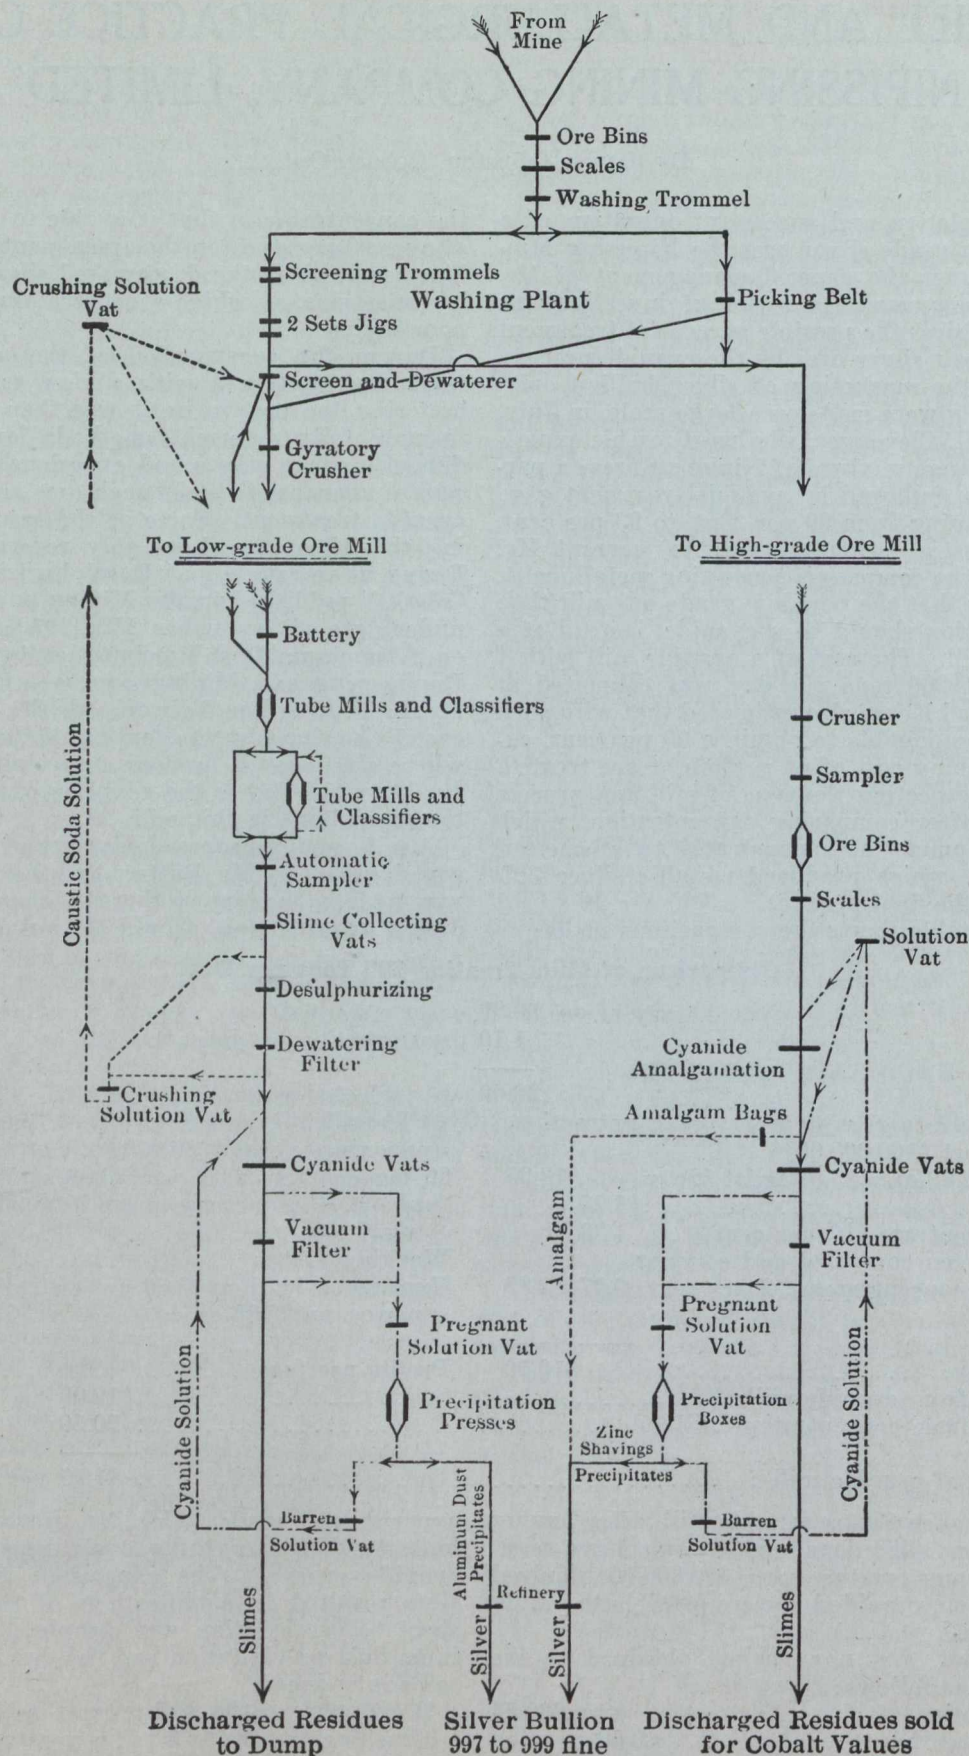 From
Mine
Ore Bins
Scales
Washing Trommel
Screening Trommels
Washing Plant
Crushing Solution
Vat
2 Sets Jigs
Picking Belt
Screen and Dewaterer
Gyratory
Crusher
To Low-grade Ore Mill
To High-grade Ore Mill
Battery
Tube Mills and Classifiers
Crusher
Sampler
Tube Mills and
Classifiers
Caustic Soda Solution
Ore Bins
Automatic
Sampler
Scales
Slime Collecting
Vats
Solution
Vat
Desulphurizing
Dewatering
Filter
Cyanide
Amalgamation
Crushing
Solution Vat
Amalgam Bags
Cyanide Vats
Cyanide Vats
Amalgam
Vacuum
Filter
Vacuum
Filter
Pregnant
Solution Vat
Pregnant
Solution
Vat
Cyanide Solution
Cyanide Solution
Precipitation
Presses
Precipitation
Boxes
Zinc
Shavings
Precipitates
Aluminum Dust
Precipitates
Barren
Solution Vat
Barren
Solution Vat
Refinery
Slimes
Silver
Silver
Slimes
Discharged Residues
to Dump
Silver Bullion
997 to 999 fine
Discharged Residues sold
for Cobalt Values